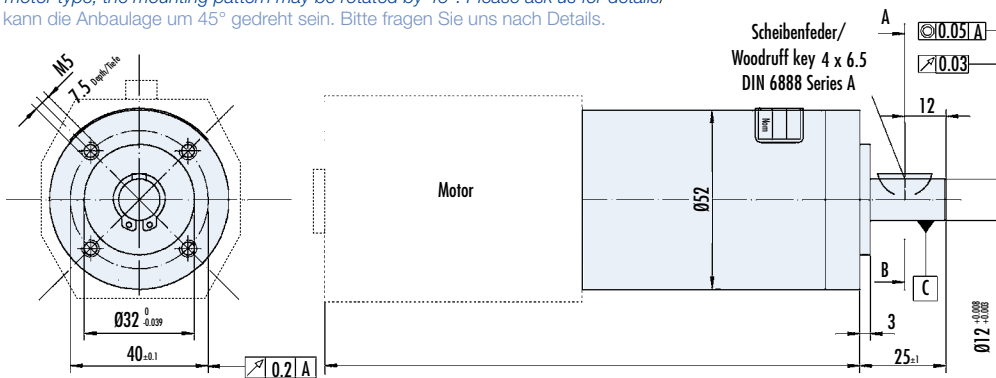 motor type, the mounting pattern may be rotated by 45°. Please ask us for details/
kann die Anbaulage um 45° gedreht sein. Bitte fragen Sie uns nach Details.
M5
7.5 Depth/Tiefe
Scheibenfeder/
Woodruff key 4 x 6.5
DIN 6888 Series A
A
0.05 A
0.03
12
Num
Motor
Ø52
B
C
Ø12 +0.008 +0.003
3
25±1
Ø32 0 -0.039
40±0.1
0.2 A